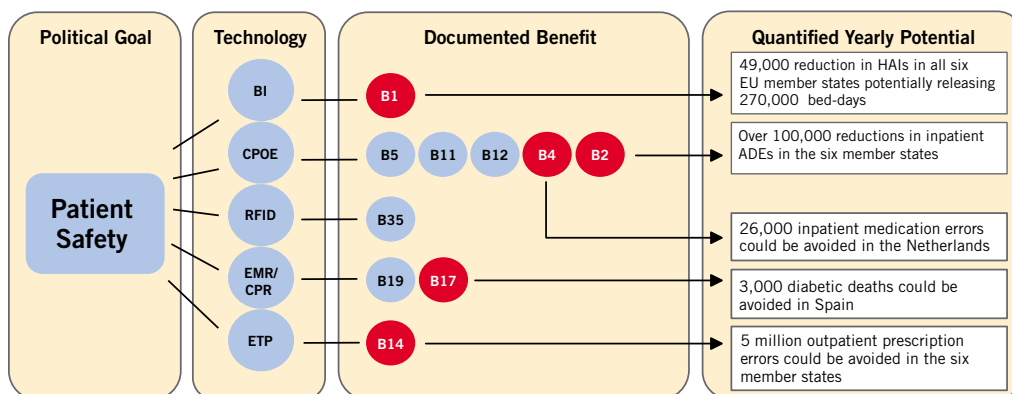 Political Goal
Technology
Documented Benefit
Quantified Yearly Potential
Patient
Safety
BI
CPOE
RFID
EMR/
CPR
ETP
B1
B5 B11 B12 B4 B2
B35
B19 B17
B14
49,000 reduction in HAIs in all six
EU member states potentially releasing
270,000 bed-days
Over 100,000 reductions in inpatient
ADEs in the six member states
26,000 inpatient medication errors
could be avoided in the Netherlands
3,000 diabetic deaths could be
avoided in Spain
5 million outpatient prescription
errors could be avoided in the six
member states